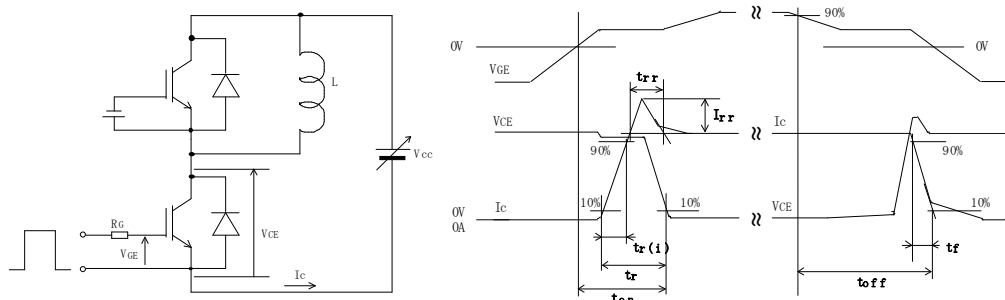 L
Vcc
RG
VGE
VCE
Ic
0V
VGE
trr
Irr
VCE
90%
10%
10%
Ic
0V
0A
tr(i)
tr
ton
90%
0V
Ic
90%
VCE
10%
tf
toff